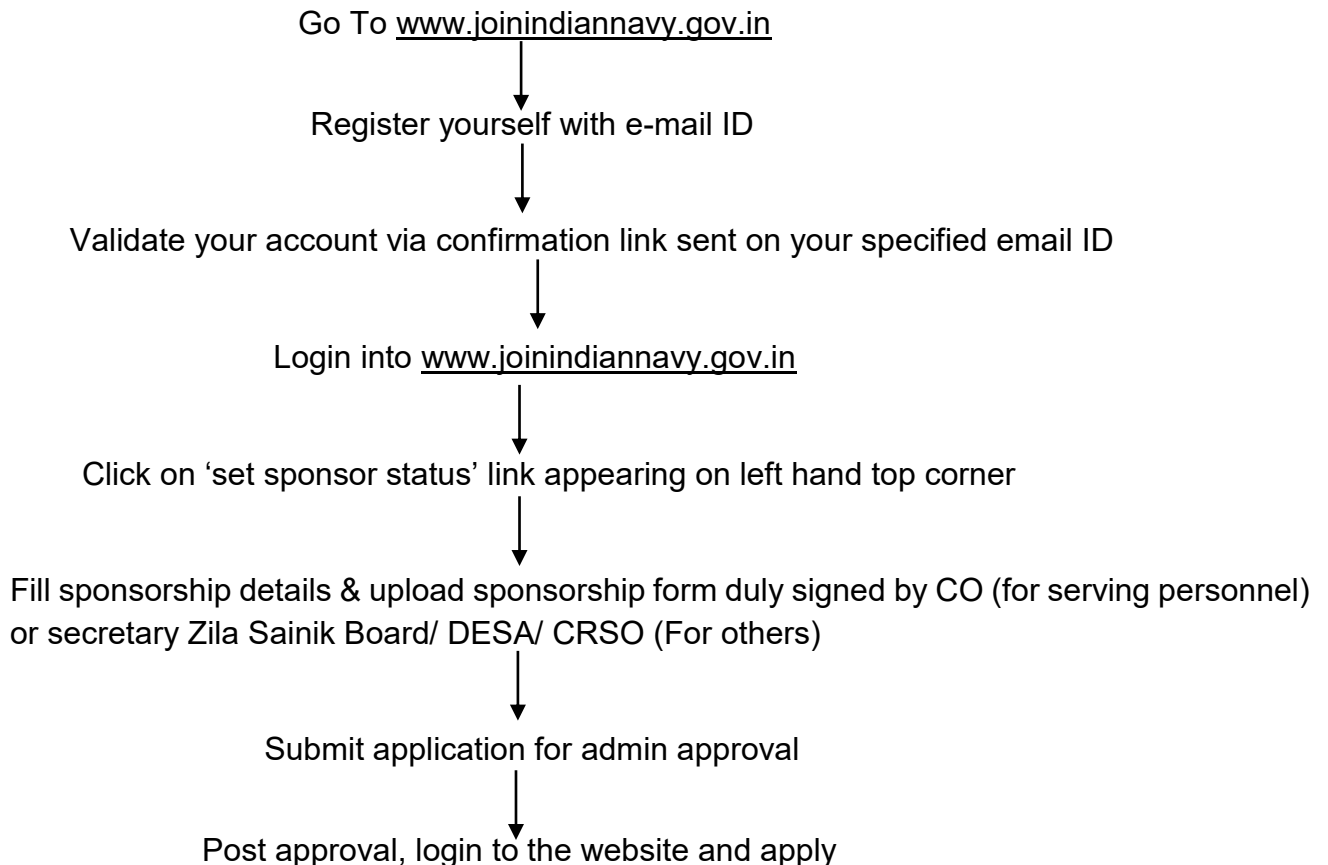 Go To www.joinindiannavy.gov.in
Register yourself with e-mail ID
Validate your account via confirmation link sent on your specified email ID
Login into www.joinindiannavy.gov.in
Click on ‘set sponsor status’ link appearing on left hand top corner
Fill sponsorship details & upload sponsorship form duly signed by CO (for serving personnel)
or secretary Zila Sainik Board/ DESA/ CRSO (For others)
Submit application for admin approval
Post approval, login to the website and apply